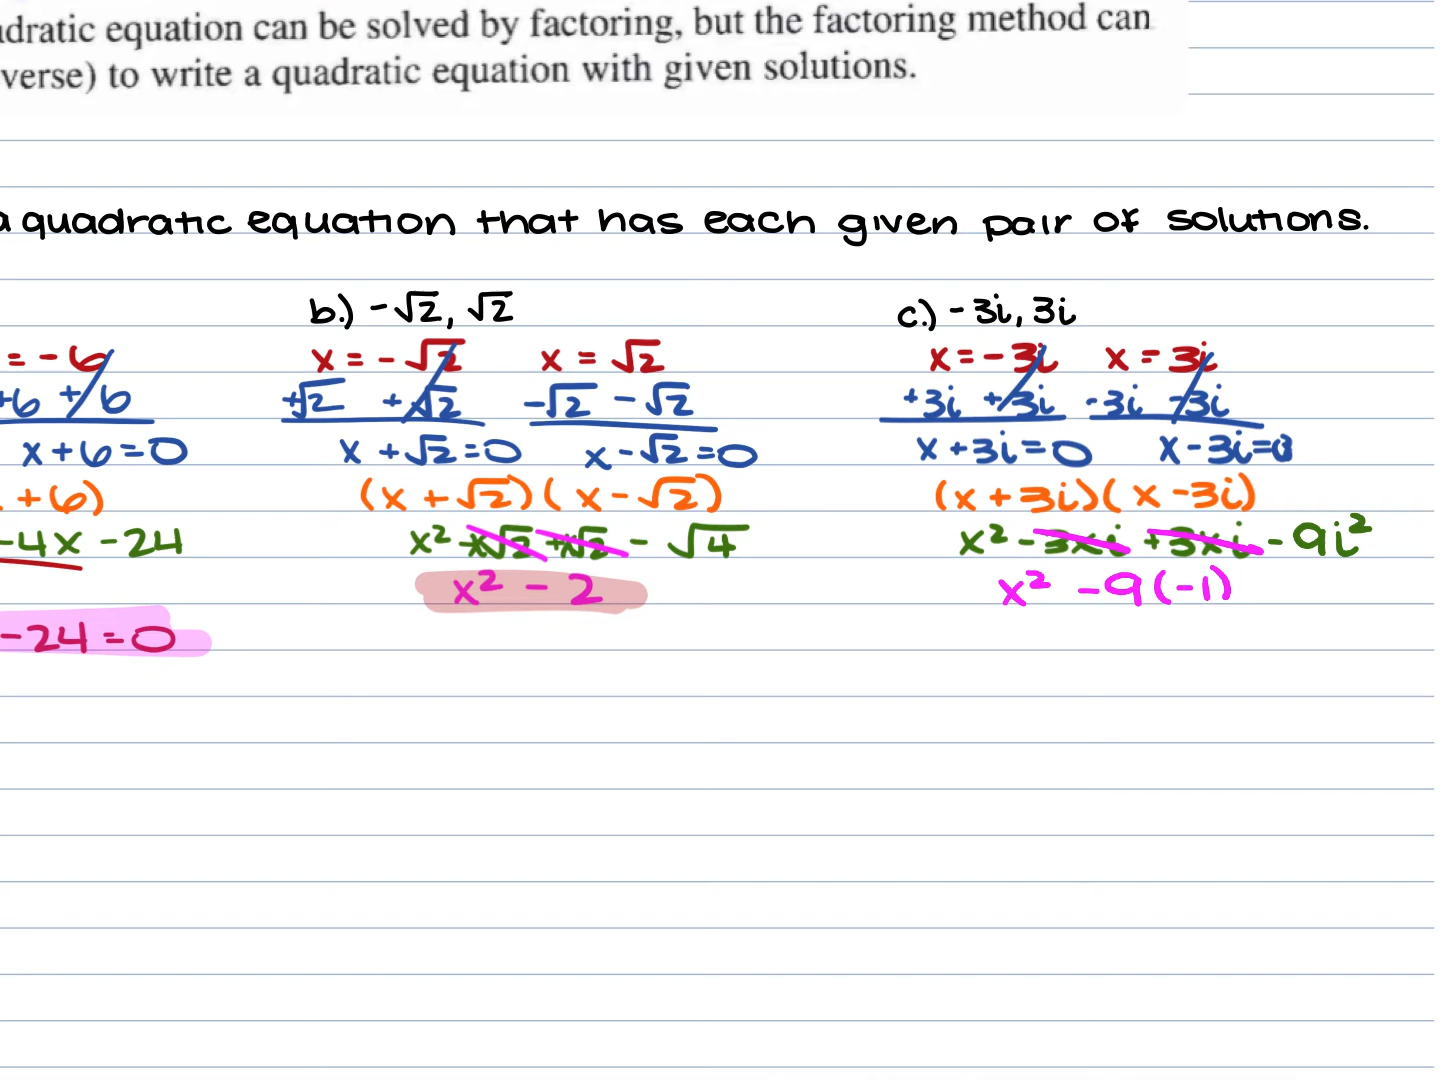 dratic equation can be solved by factoring, but the factoring method can
verse) to write a quadratic equation with given solutions.
a quadratic equation that has each given pair of solutions.
= -6
+6 +6
x+6=0
+6)
-4x -24
-24=0
b.) -√2, √2
x = -√2 x = √2
+√2 +√2 -√2 -√2
x +√2=0 x-√2=0
(x +√2)(x-√2)
x² -x√2 +x√2 - √4
x² - 2
c.) -3i, 3i
x=-3i x=3i
+3i +3i -3i -3i
x+3i=0 x-3i=0
(x+3i)(x-3i)
x² -3xi +3xi -9i²
x² -9(-1)